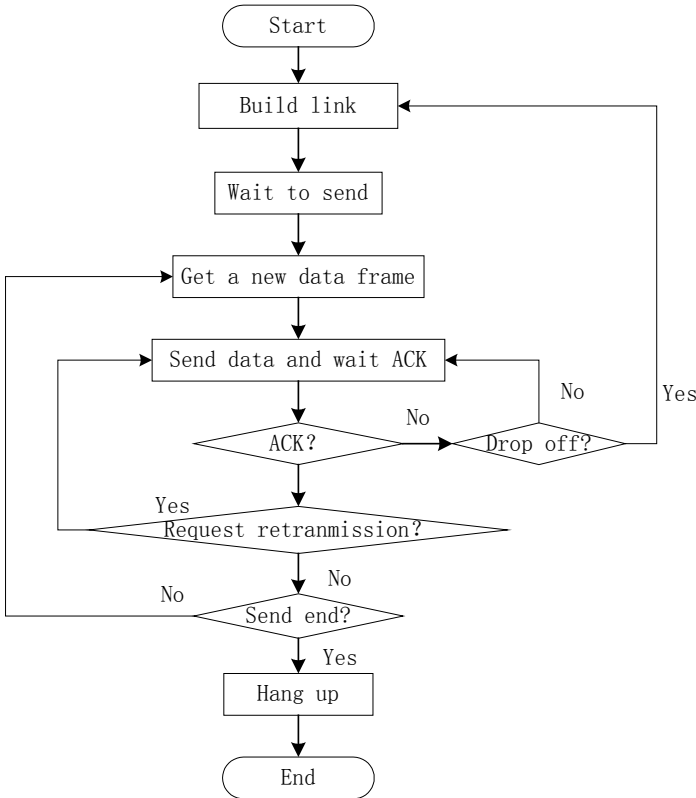 Start
Build link
Wait to send
Get a new data frame
Send data and wait ACK
No
Yes
No
ACK?
Drop off?
Yes
Request retranmission?
No
No
Send end?
Yes
Hang up
End